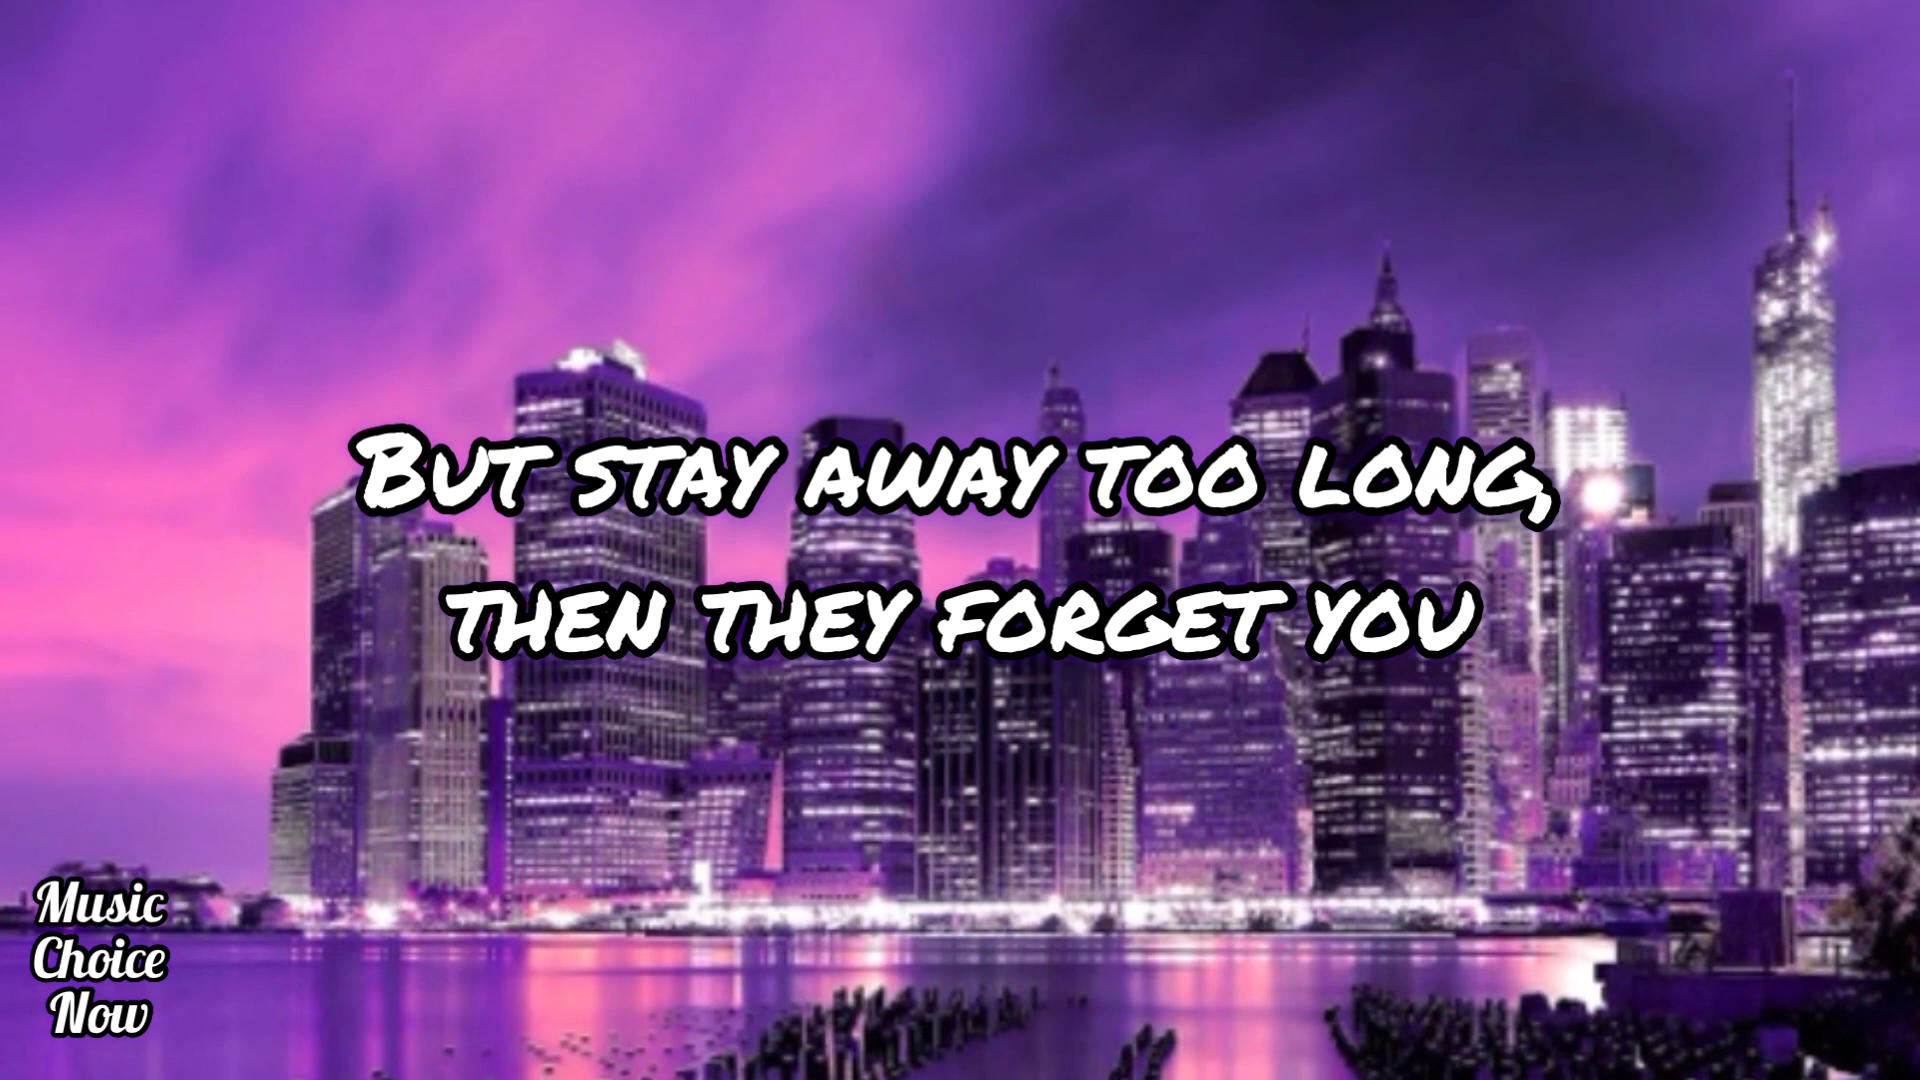 But stay away too long,
then they forget you
Music
Choice
Now